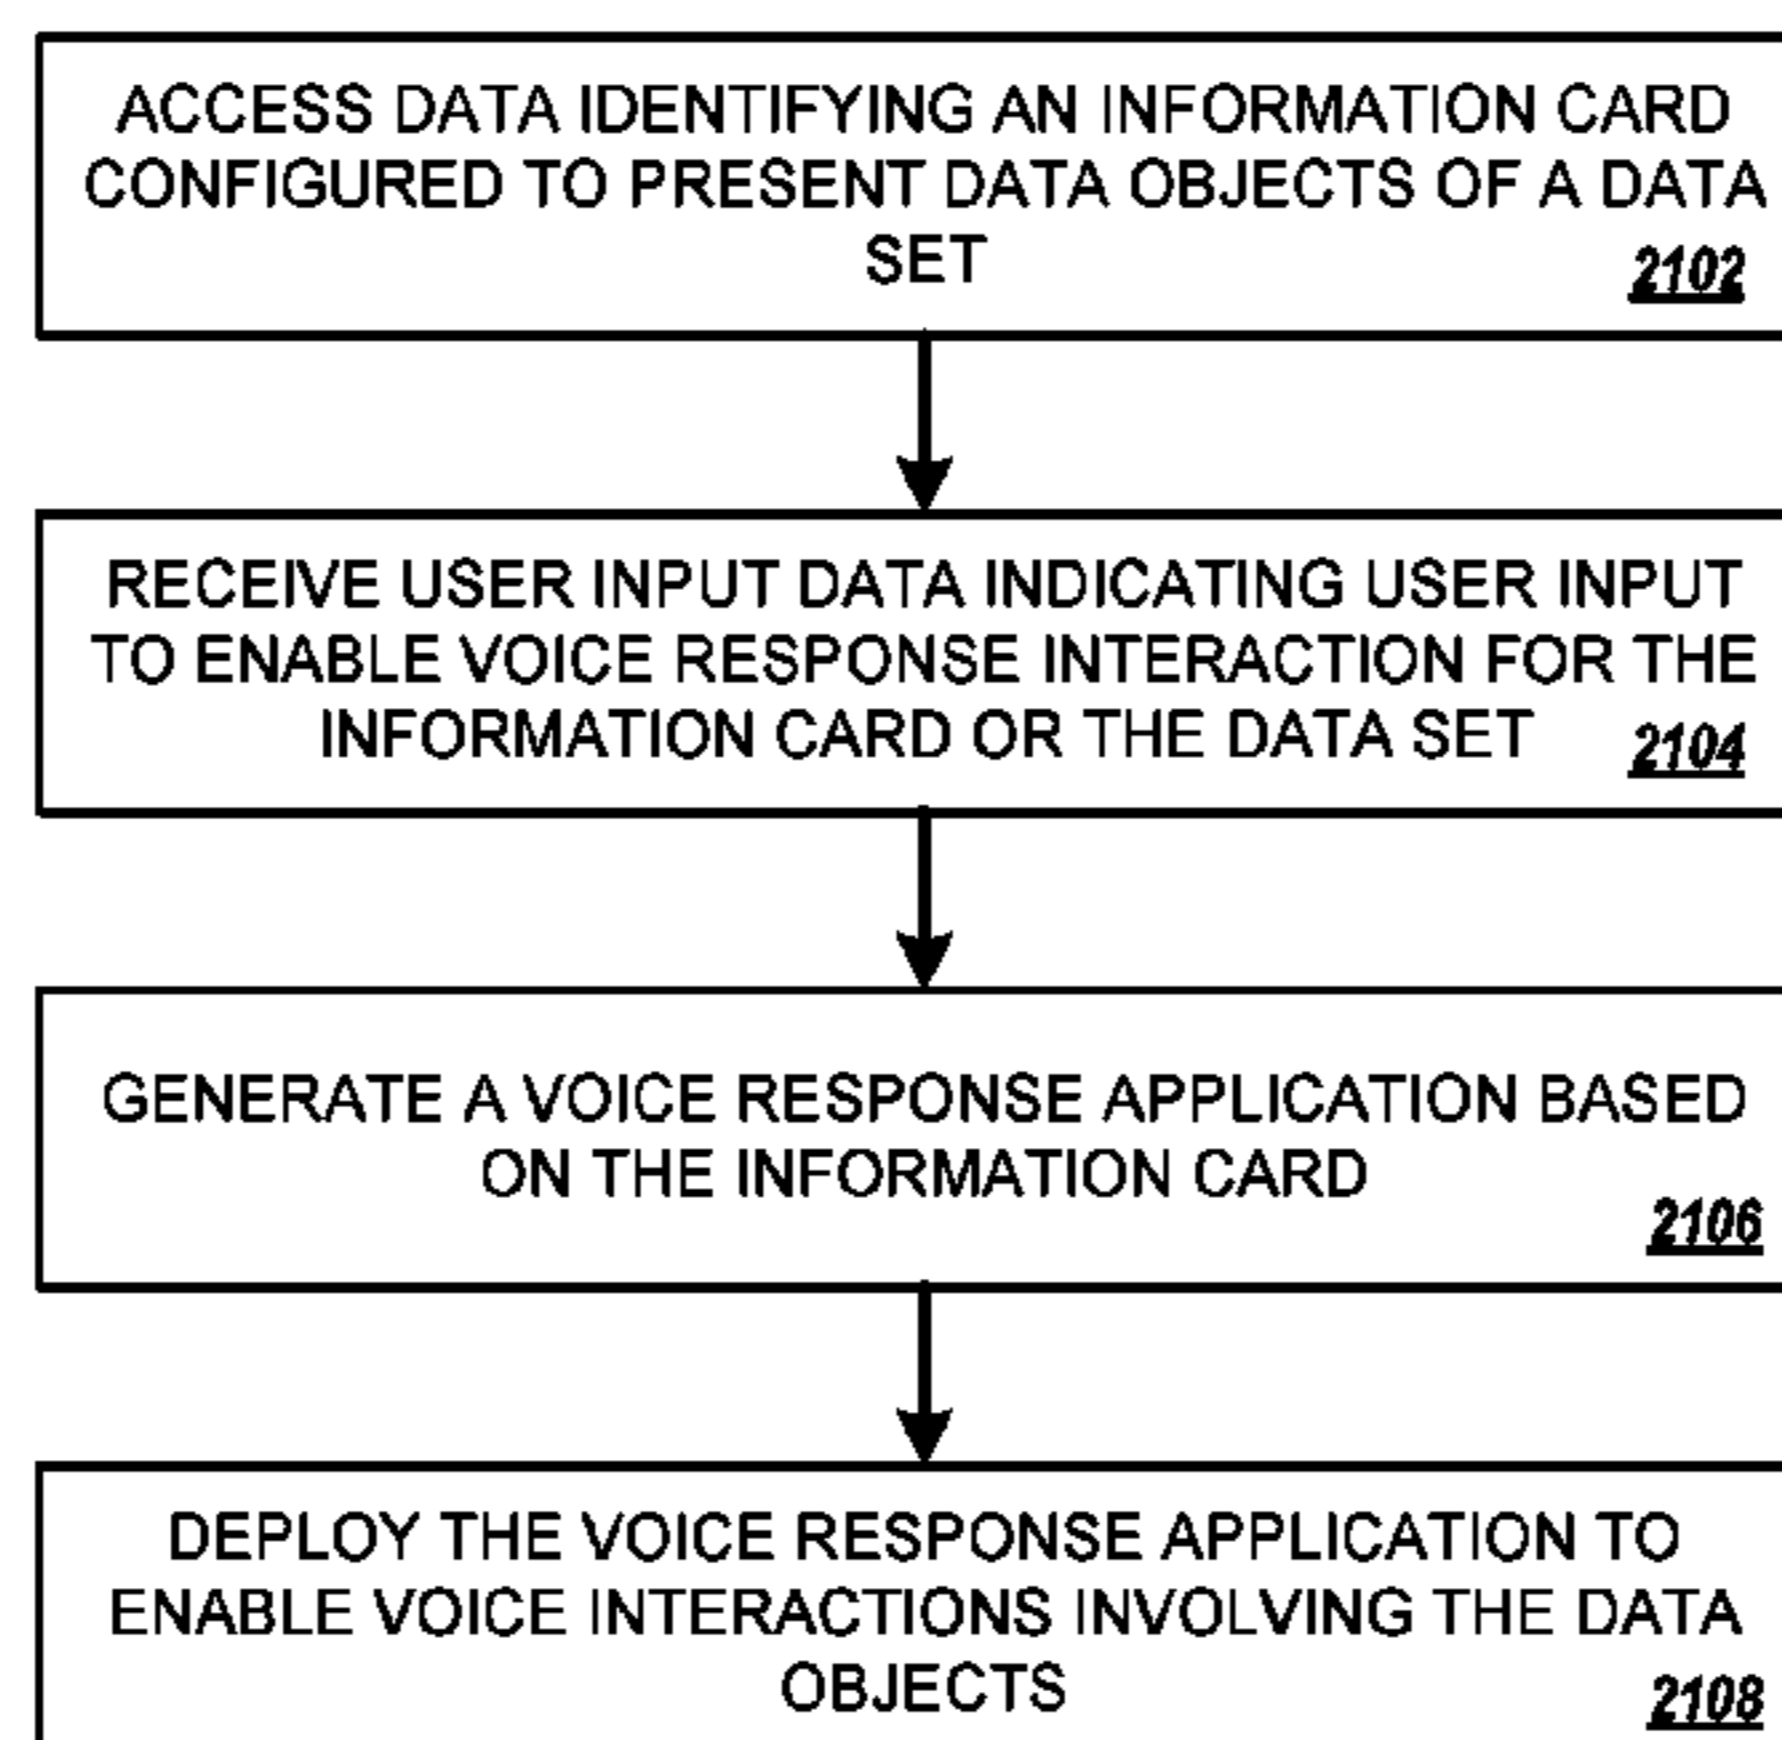 ACCESS DATA IDENTIFYING AN INFORMATION CARD
CONFIGURED TO PRESENT DATA OBJECTS OF A DATA
SET
2102
RECEIVE USER INPUT DATA INDICATING USER INPUT
TO ENABLE VOICE RESPONSE INTERACTION FOR THE
INFORMATION CARD OR THE DATA SET
2104
GENERATE A VOICE RESPONSE APPLICATION BASED
ON THE INFORMATION CARD
2106
DEPLOY THE VOICE RESPONSE APPLICATION TO
ENABLE VOICE INTERACTIONS INVOLVING THE DATA
OBJECTS
2108